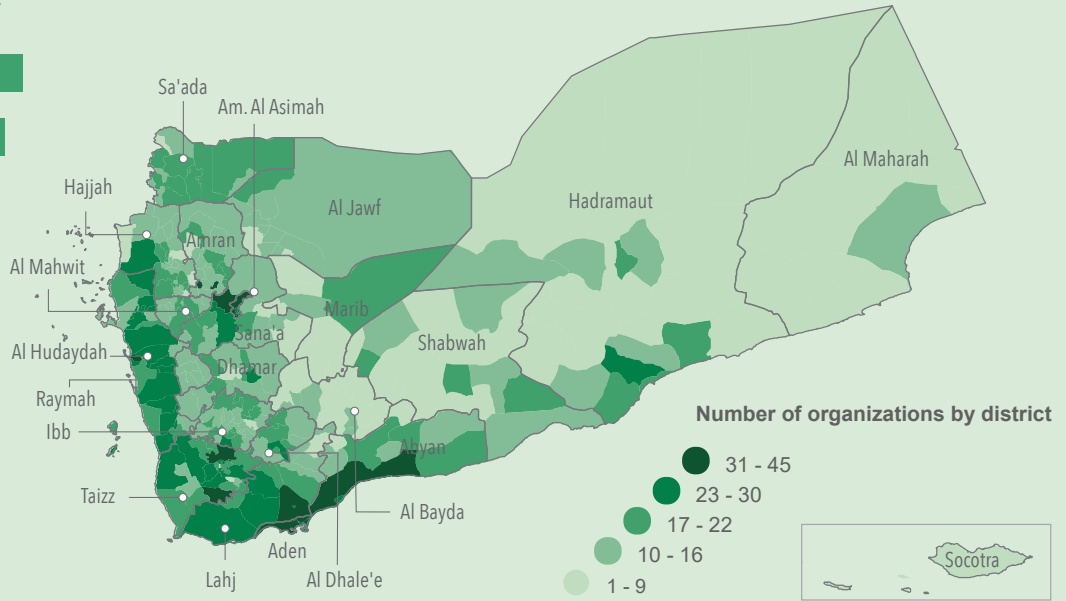 Sa'ada
Am. Al Asimah
Al Maharah
Hajjah
Hadramaut
Al Jawf
Amran
Al Mahwit
Marib
Sana'a
Shabwah
Al Hudaydah
Dhamar
Raymah
Number of organizations by district
Ibb
Abyan
31 - 45
23 - 30
Taizz
Al Bayda
17 - 22
Aden
10 - 16
Socotra
Lahj
Al Dhale'e
1 - 9